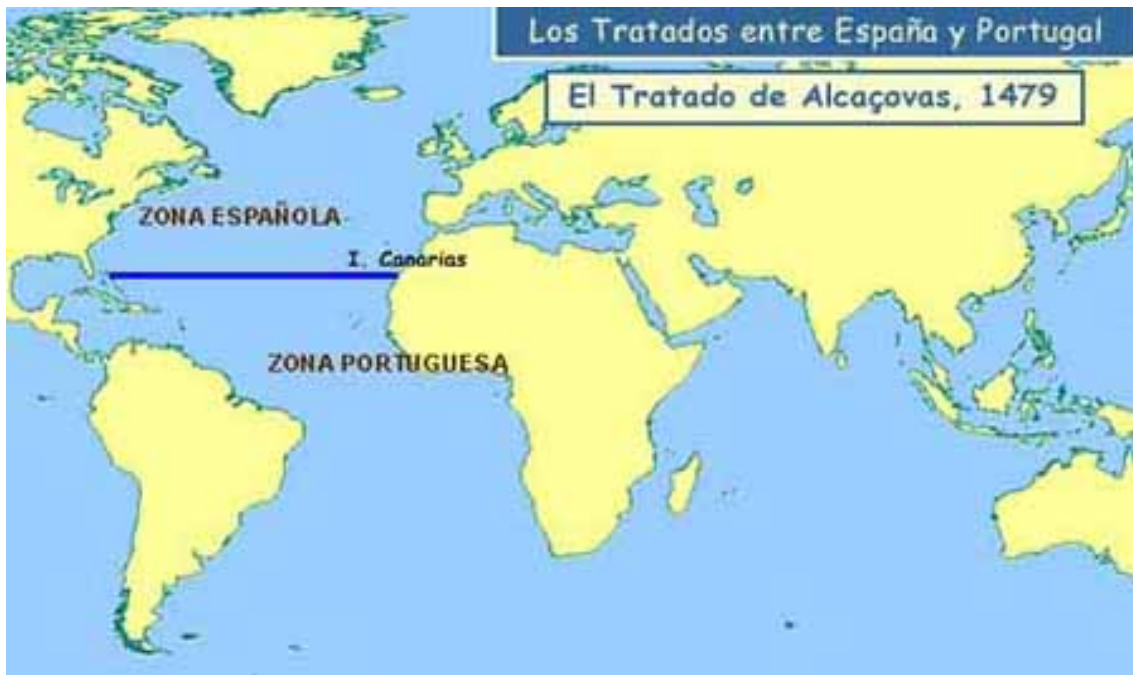 Los Tratados entre España y Portugal
El Tratado de Alcaçovas, 1479
ZONA ESPAÑOLA
I. Canarias
ZONA PORTUGUESA